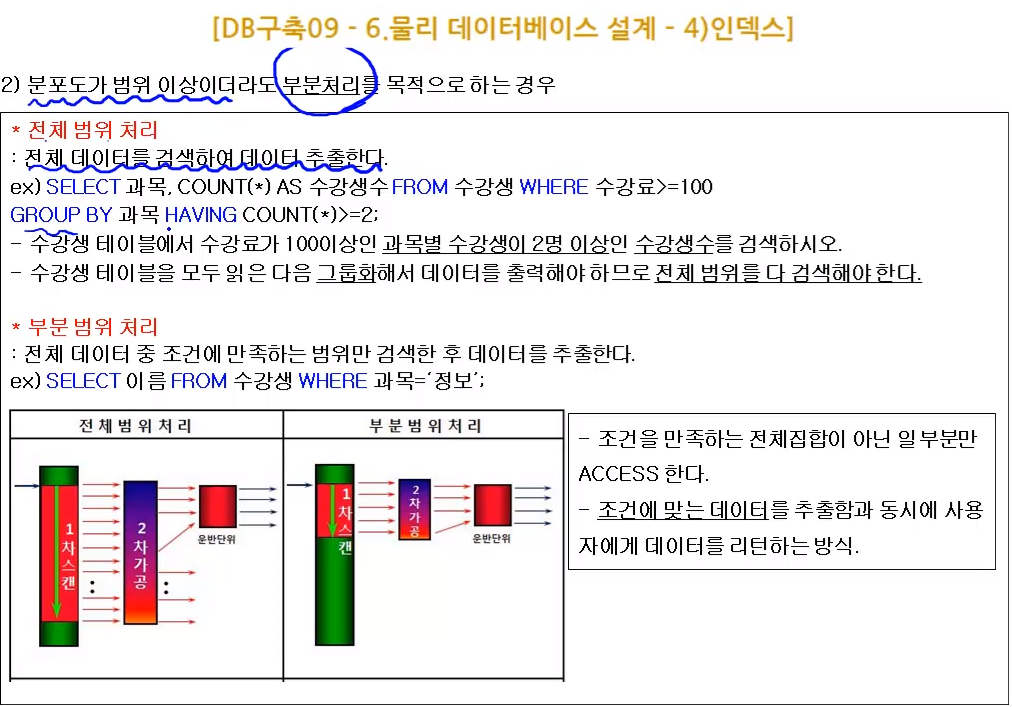 [DB구축09 - 6.물리 데이터베이스 설계 - 4)인덱스]
2) 분포도가 범위 이상이더라도 부분처리를 목적으로 하는 경우
* 전체 범위 처리
: 전체 데이터를 검색하여 데이터 추출한다.
ex) SELECT 과목, COUNT(*) AS 수강생수 FROM 수강생 WHERE 수강료>=100
GROUP BY 과목 HAVING COUNT(*)>=2;
- 수강생 테이블에서 수강료가 100이상인 과목별 수강생이 2명 이상인 수강생수를 검색하시오.
- 수강생 테이블을 모두 읽은 다음 그룹화해서 데이터를 출력해야 하므로 전체 범위를 다 검색해야 한다.
* 부분 범위 처리
: 전체 데이터 중 조건에 만족하는 범위만 검색한 후 데이터를 추출한다.
ex) SELECT 이름 FROM 수강생 WHERE 과목=‘정보’;
전체범위처리
1차스캔
2차가공
운반단위
부분범위처리
1차스캔
2차가공
운반단위
- 조건을 만족하는 전체집합이 아닌 일부분만
ACCESS 한다.
- 조건에 맞는 데이터를 추출함과 동시에 사용
자에게 데이터를 리턴하는 방식.